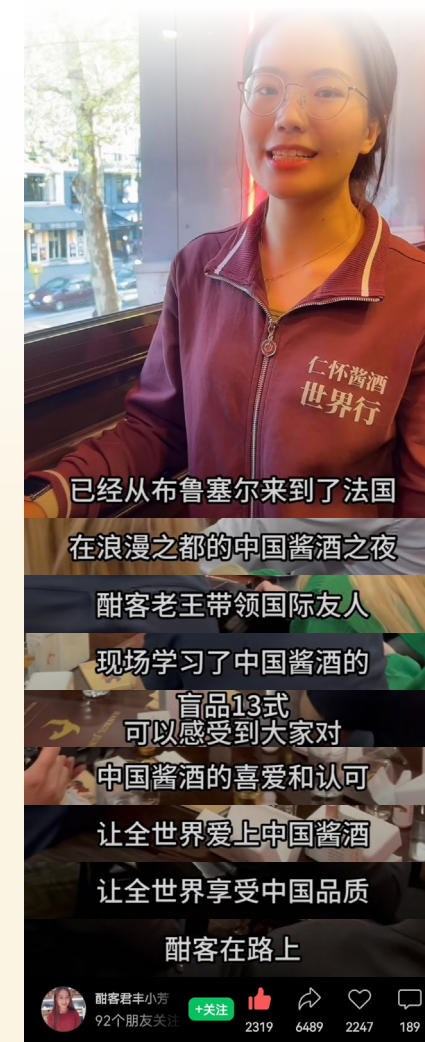 仁怀酱酒
世界行
已经从布鲁塞尔来到了法国
在浪漫之都的中国酱酒之夜
酣客老王带领国际友人
现场学习了中国酱酒的
盲品13式
可以感受到大家对
中国酱酒的喜爱和认可
让全世界爱上中国酱酒
让全世界享受中国品质
酣客在路上
酣客君丰小芳
92个朋友关注
+关注
2319
6489
2247
189